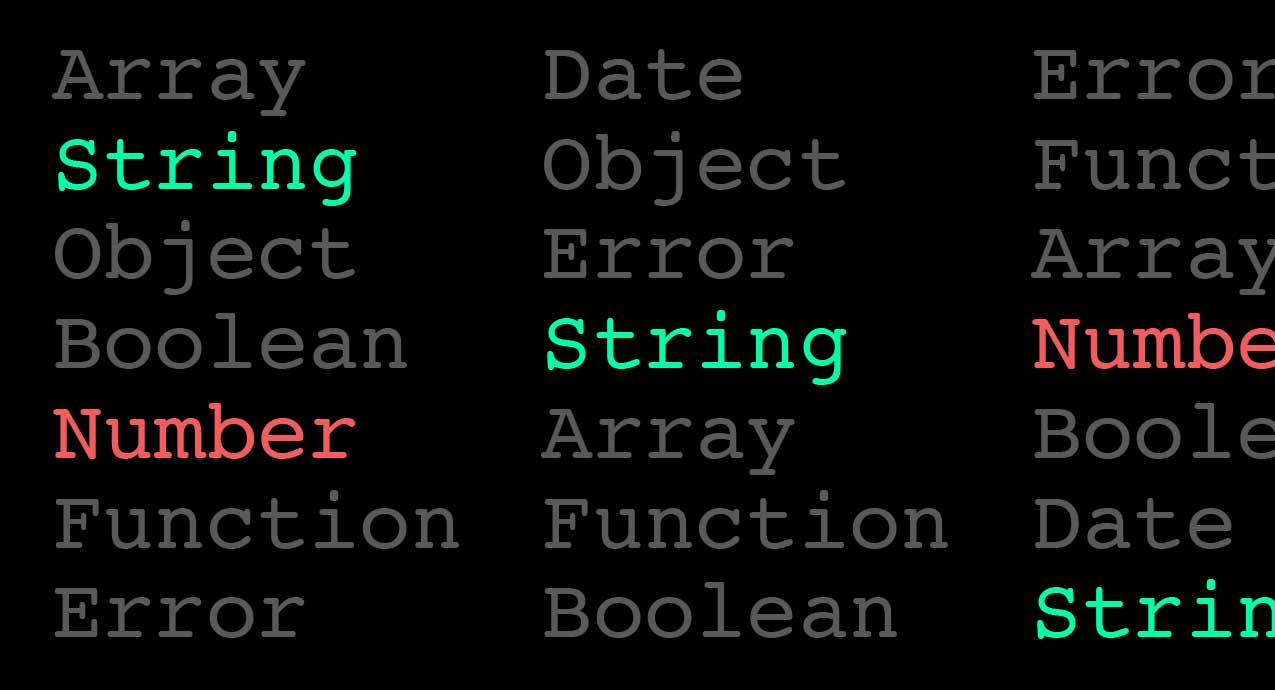 Array
String
Object
Boolean
Number
Function
Error
Date
Object
Error
String
Array
Function
Boolean
Error
Funct
Array
Numbe
Boole
Date
Strin